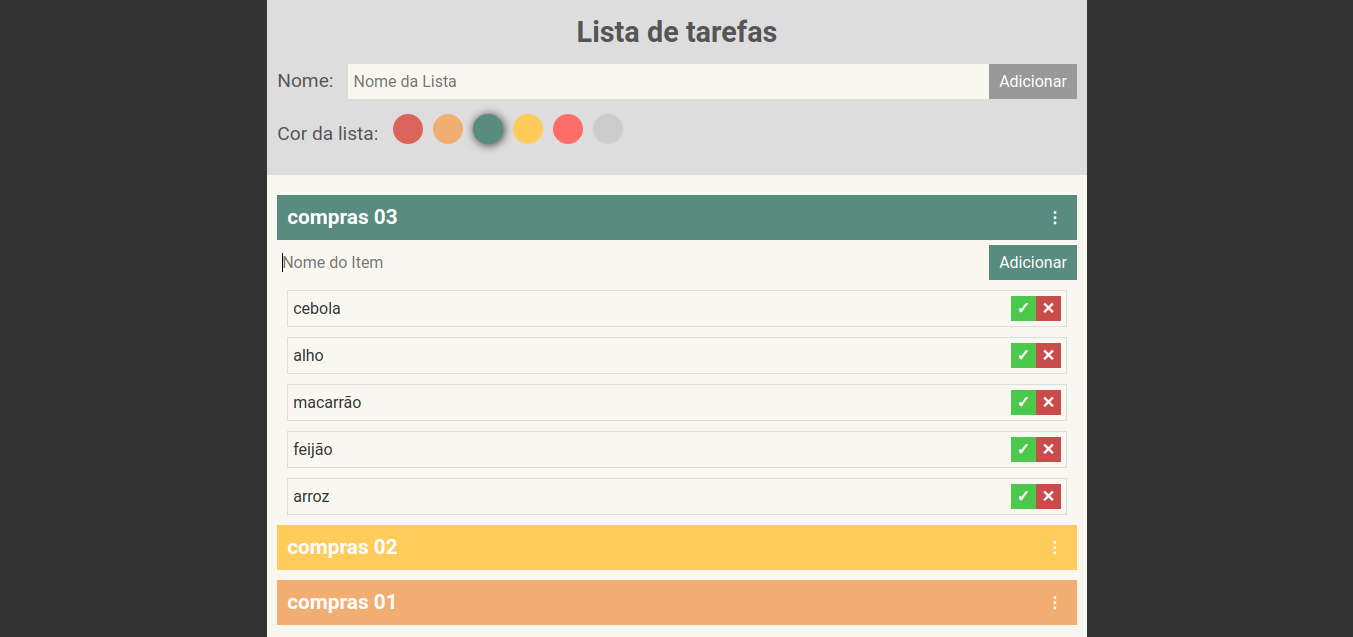 Lista de tarefas
Nome: Nome da Lista Adicionar
Cor da lista:
compras 03
Nome do Item Adicionar
cebola ✓ ✕
alho ✓ ✕
macarrão ✓ ✕
feijão ✓ ✕
arroz ✓ ✕
compras 02
compras 01